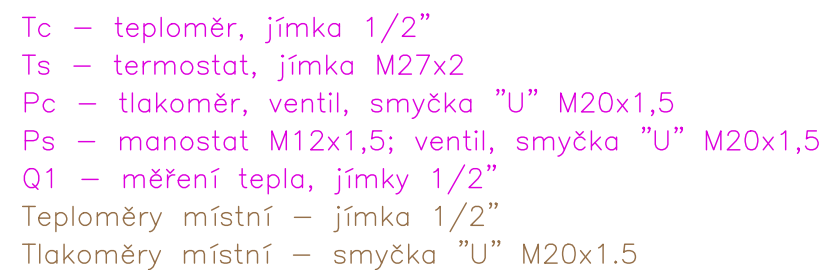 Tc – teploměr, jímka 1/2”
Ts – termostat, jímka M27x2
Pc – tlakoměr, ventil, smyčka ”U” M20x1,5
Ps – manostat M12x1,5; ventil, smyčka ”U” M20x1,5
Q1 – měření tepla, jímky 1/2”
Teploměry místní – jímka 1/2”
Tlakoměry místní – smyčka ”U” M20x1.5